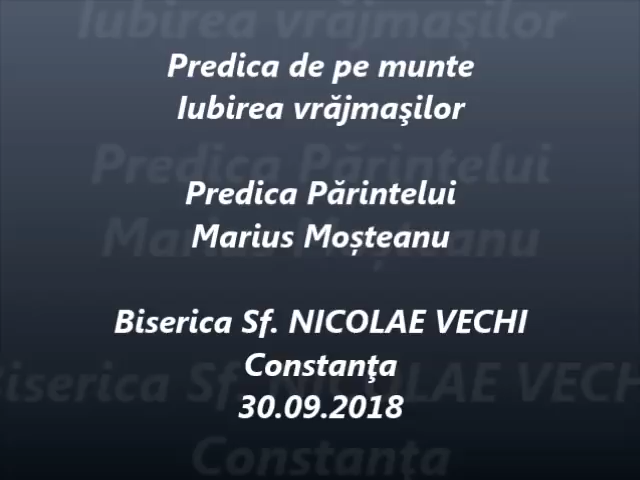 Predica de pe munte
Iubirea vrăjmaşilor
Predica Părintelui
Marius Moșteanu
Biserica Sf. NICOLAE VECHI
Constanţa
30.09.2018